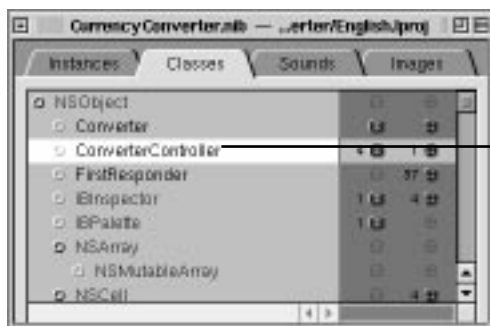 CurrencyConverter.nib — ...erter/English.lproj
Instances Classes Sounds Images
NSObject
Converter
ConverterController 4 1
FirstResponder 37
IBInspector 1 4
IBPalette 1
NSArray
NSMutableArray
NSCell 4